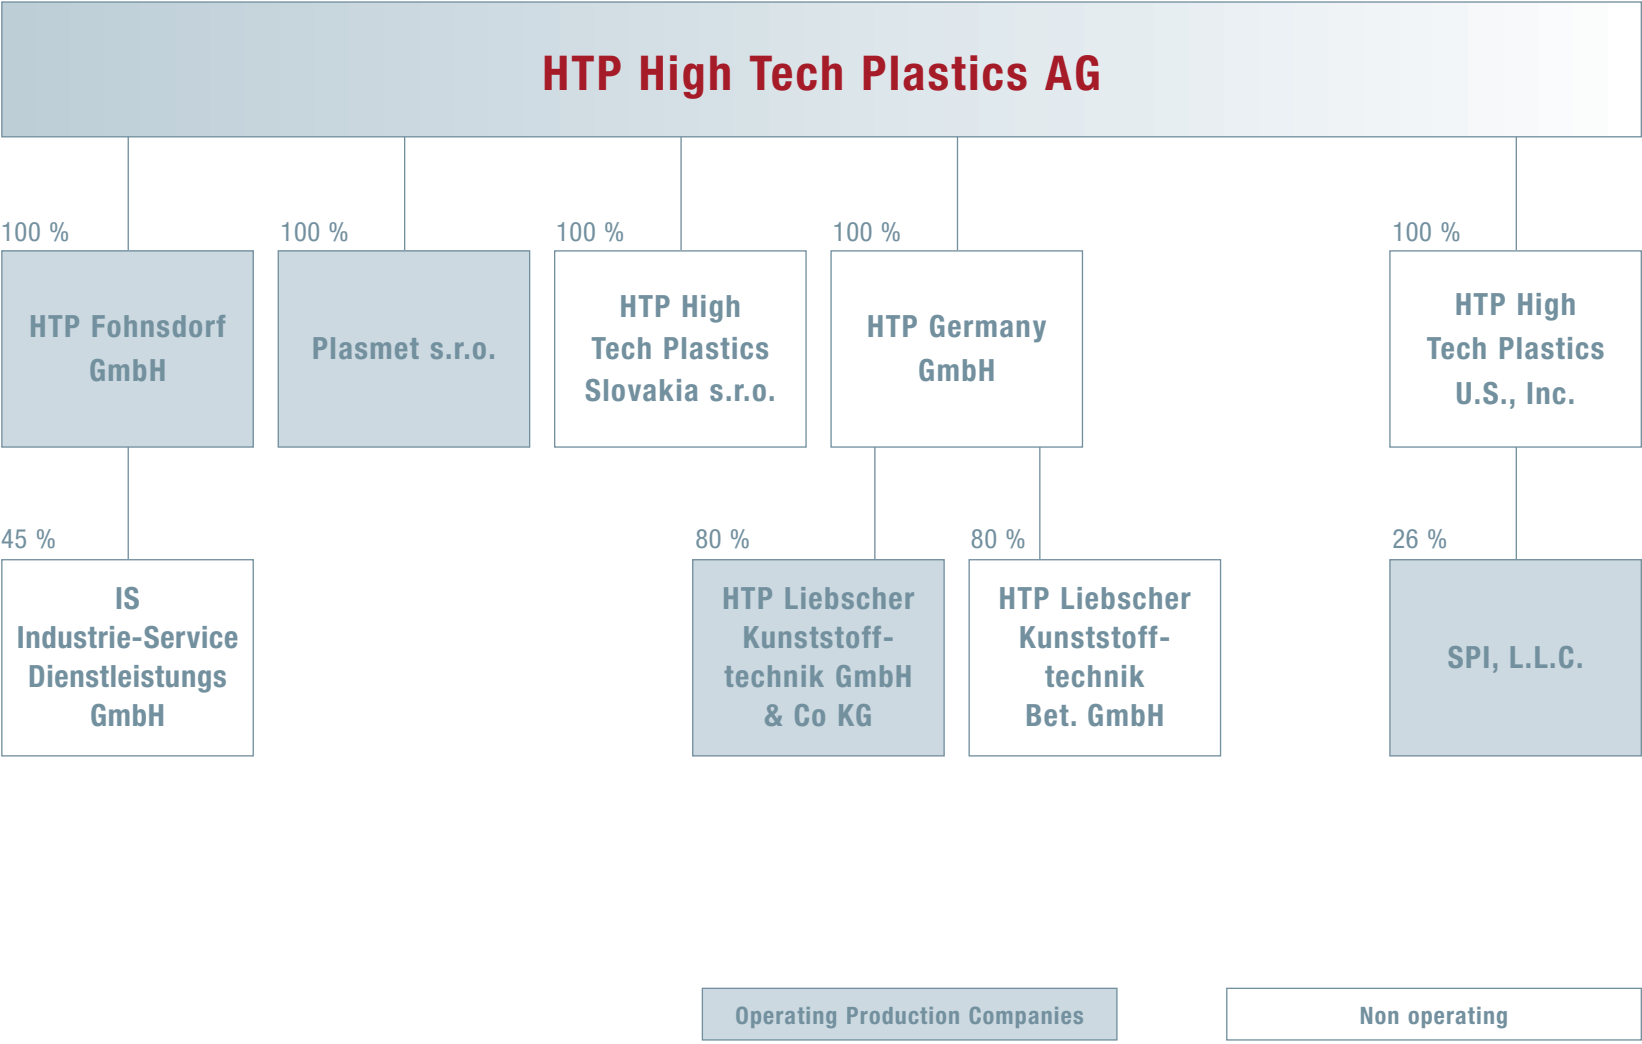 HTP High Tech Plastics AG
100 %
100 %
100 %
100 %
100 %
HTP Fohnsdorf
GmbH
Plasmet s.r.o.
HTP High
Tech Plastics
Slovakia s.r.o.
HTP Germany
GmbH
HTP High
Tech Plastics
U.S., Inc.
45 %
80 %
80 %
26 %
IS
Industrie-Service
Dienstleistungs
GmbH
HTP Liebscher
Kunststoff-
technik GmbH
& Co KG
HTP Liebscher
Kunststoff-
technik
Bet. GmbH
SPI, L.L.C.
Operating Production Companies
Non operating